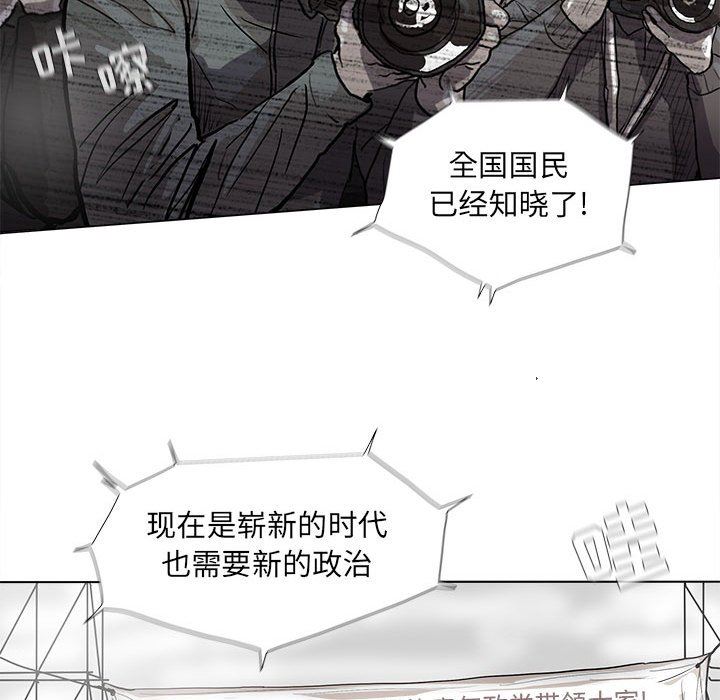 咔嚓
全国国民
已经知晓了!
现在是崭新的时代
也需要新的政治
哇